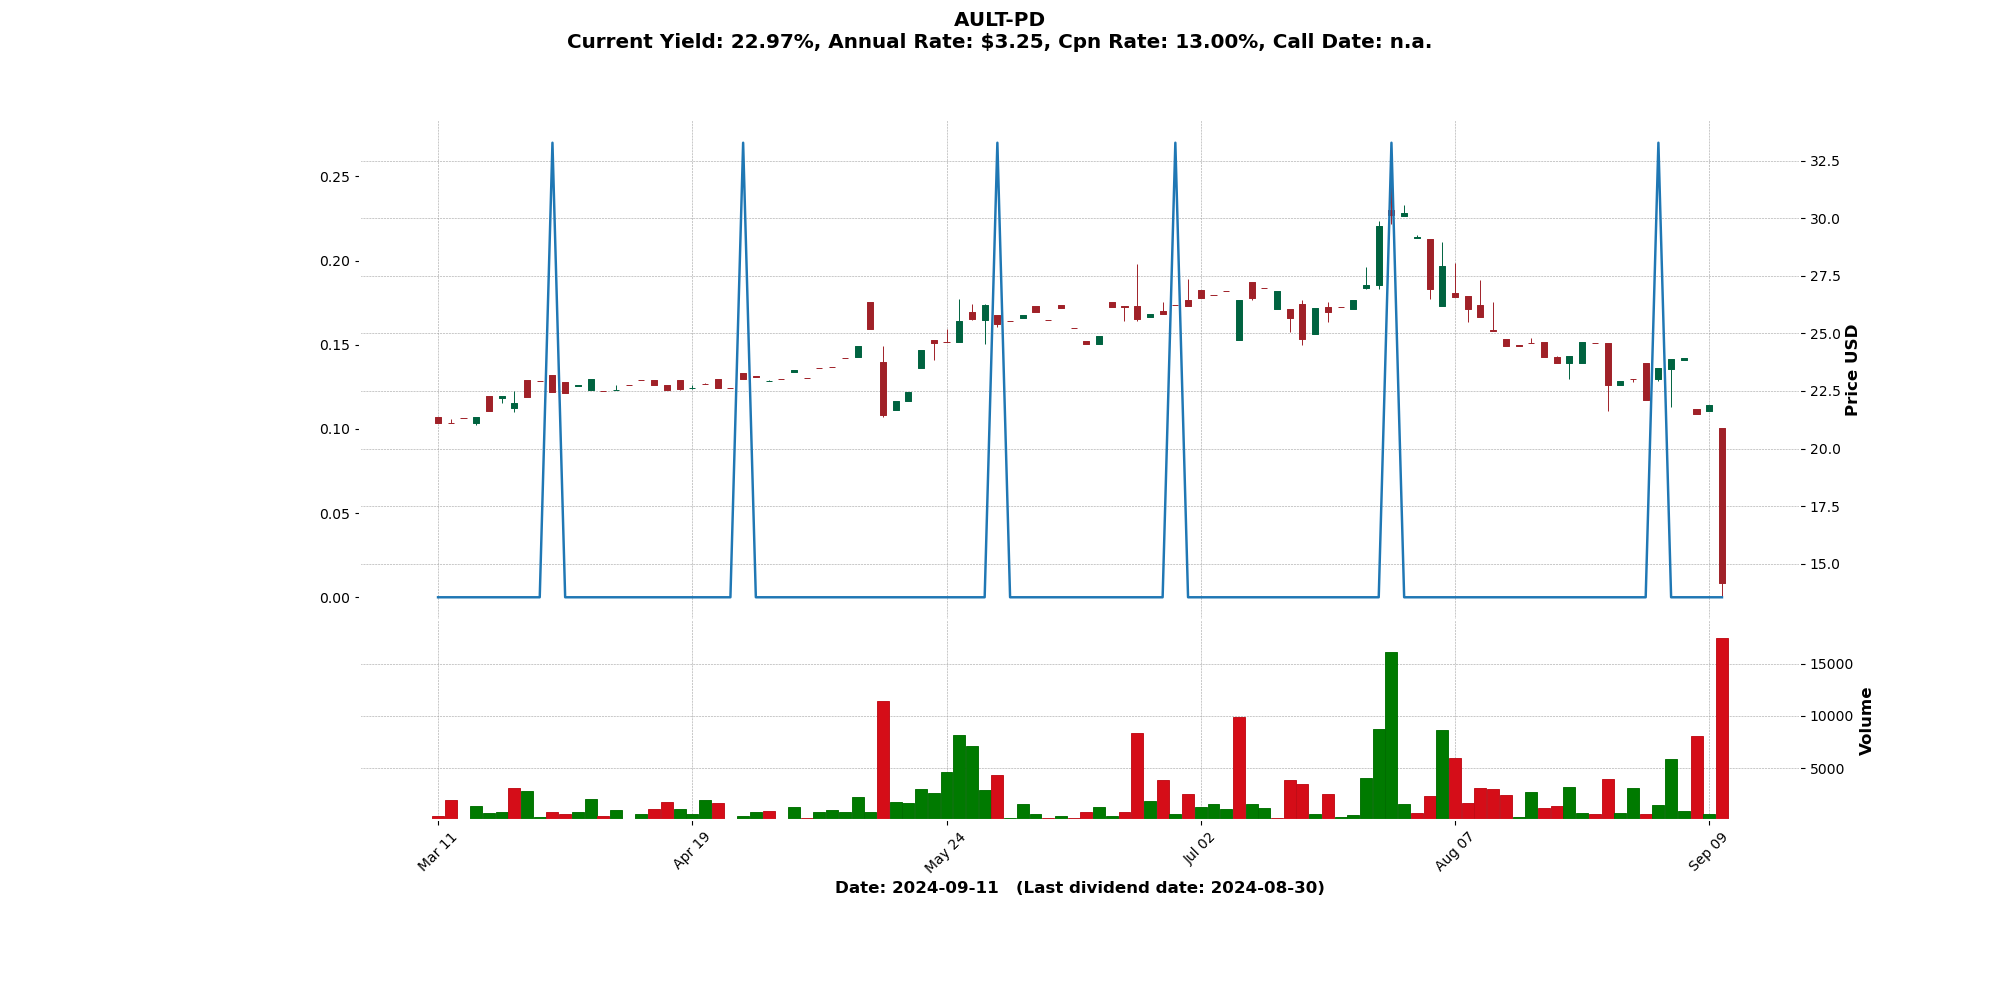 AULT-PD
Current Yield: 22.97%, Annual Rate: $3.25, Cpn Rate: 13.00%, Call Date: n.a.
0.25
0.20
0.15
0.10
0.05
0.00
32.5
30.0
27.5
25.0
22.5
20.0
17.5
15.0
Price USD
15000
10000
5000
Volume
Mar 11
Apr 19
May 24
Jul 02
Aug 07
Sep 09
Date: 2024-09-11 (Last dividend date: 2024-08-30)